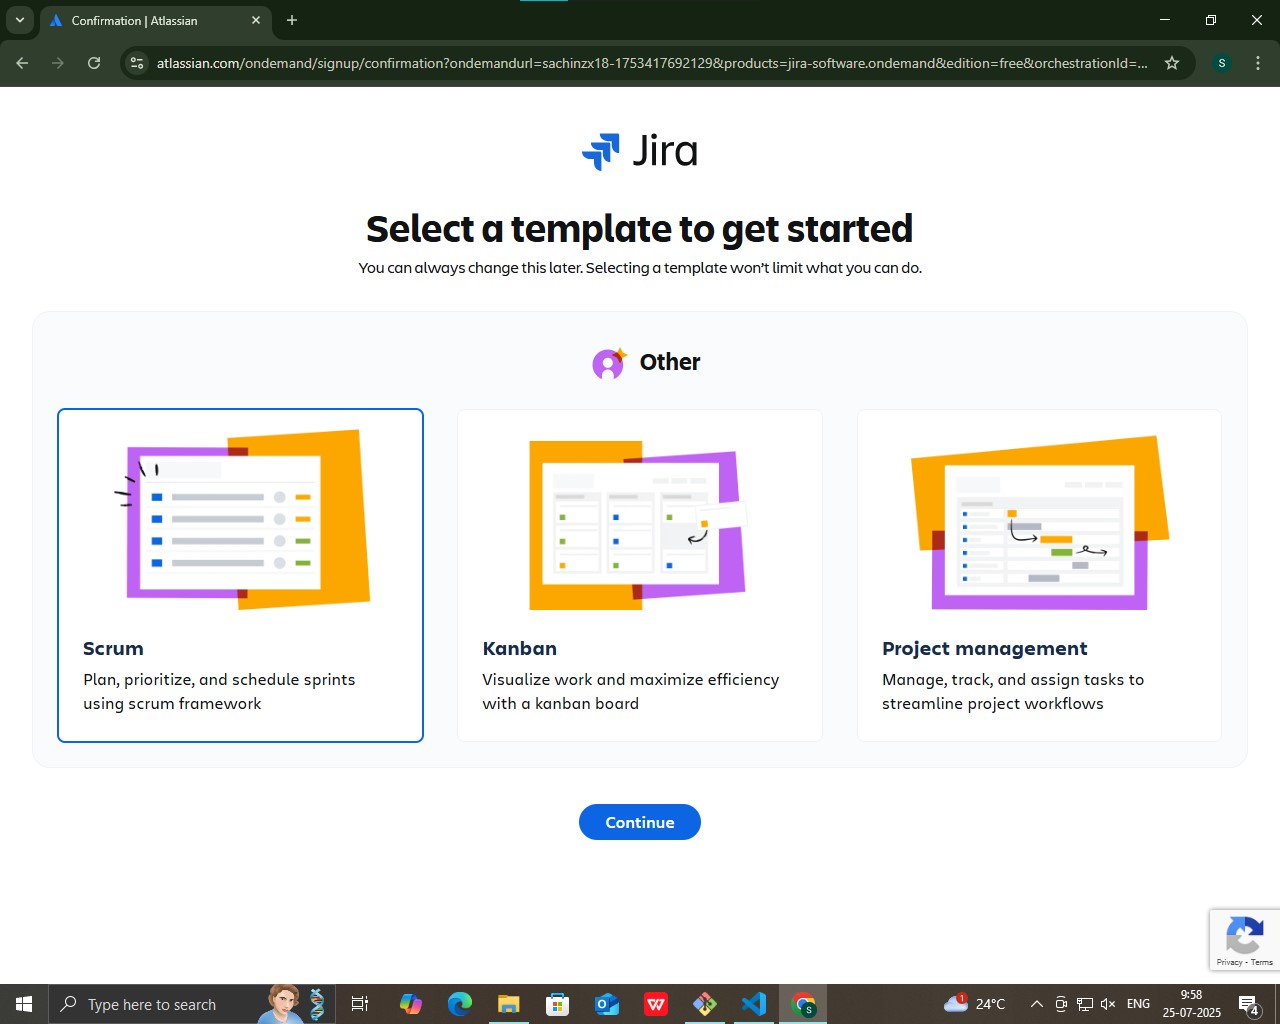 Confirmation | Atlassian
atlassian.com/ondemand/signup/confirmation?ondemandurl=sachinzx18-1753417692129&products=jira-software.ondemand&edition=free&orchestrationId=...
S
Jira
Select a template to get started
You can always change this later. Selecting a template won't limit what you can do.
Other
Scrum
Plan, prioritize, and schedule sprints
using scrum framework
Kanban
Visualize work and maximize efficiency
with a kanban board
Project management
Manage, track, and assign tasks to
streamline project workflows
Continue
Privacy - Terms
Type here to search
W
S
1
24°C
ENG
9:58
25-07-2025
4